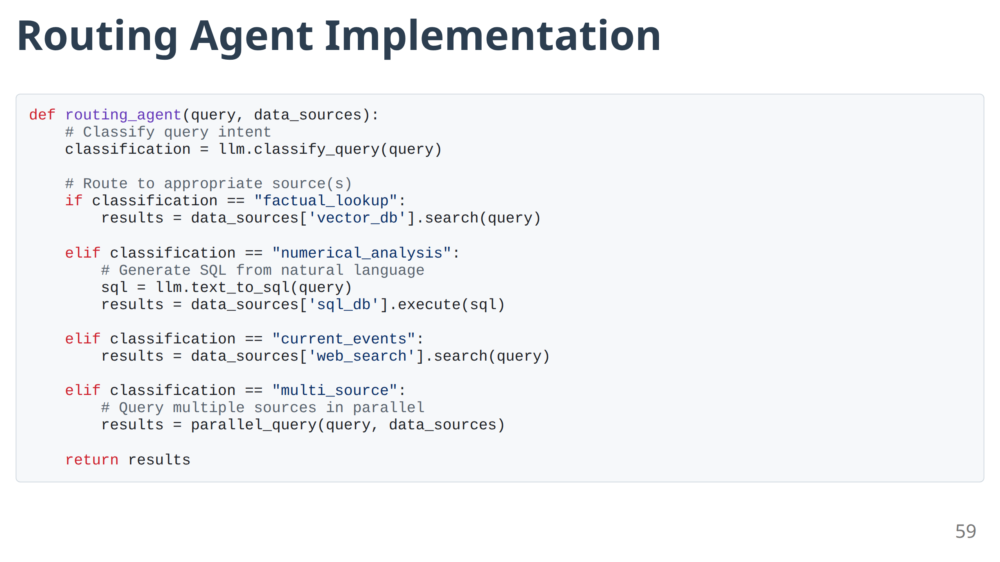 Routing Agent Implementation
def routing_agent(query, data_sources):
    # Classify query intent
    classification = llm.classify_query(query)

    # Route to appropriate source(s)
    if classification == "factual_lookup":
        results = data_sources['vector_db'].search(query)

    elif classification == "numerical_analysis":
        # Generate SQL from natural language
        sql = llm.text_to_sql(query)
        results = data_sources['sql_db'].execute(sql)

    elif classification == "current_events":
        results = data_sources['web_search'].search(query)

    elif classification == "multi_source":
        # Query multiple sources in parallel
        results = parallel_query(query, data_sources)

    return results
59